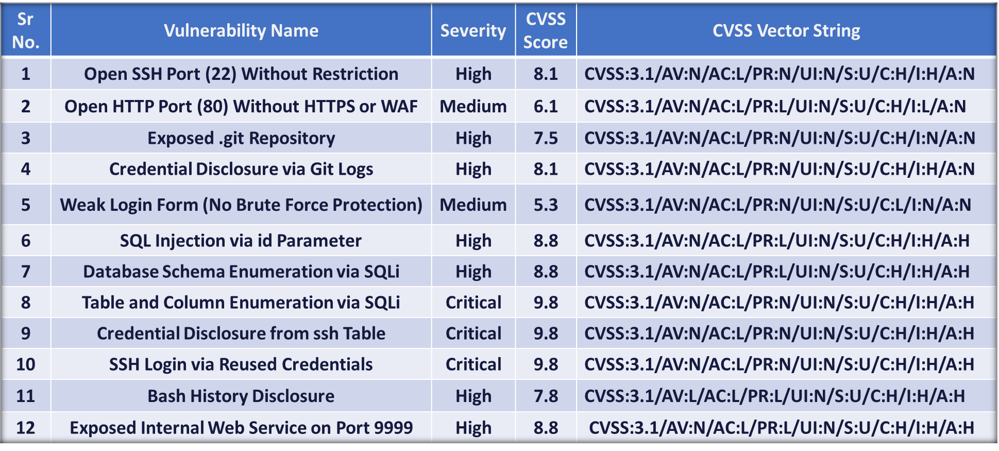 Sr No. Vulnerability Name Severity CVSS Score CVSS Vector String
1 Open SSH Port (22) Without Restriction High 8.1 CVSS:3.1/AV:N/AC:L/PR:N/UI:N/S:U/C:H/I:H/A:N
2 Open HTTP Port (80) Without HTTPS or WAF Medium 6.1 CVSS:3.1/AV:N/AC:L/PR:L/UI:N/S:U/C:H/I:L/A:N
3 Exposed .git Repository High 7.5 CVSS:3.1/AV:N/AC:L/PR:N/UI:N/S:U/C:H/I:N/A:N
4 Credential Disclosure via Git Logs High 8.1 CVSS:3.1/AV:N/AC:L/PR:N/UI:N/S:U/C:H/I:H/A:N
5 Weak Login Form (No Brute Force Protection) Medium 5.3 CVSS:3.1/AV:N/AC:L/PR:N/UI:N/S:U/C:L/I:N/A:N
6 SQL Injection via id Parameter High 8.8 CVSS:3.1/AV:N/AC:L/PR:L/UI:N/S:U/C:H/I:H/A:H
7 Database Schema Enumeration via SQLi High 8.8 CVSS:3.1/AV:N/AC:L/PR:L/UI:N/S:U/C:H/I:H/A:H
8 Table and Column Enumeration via SQLi Critical 9.8 CVSS:3.1/AV:N/AC:L/PR:N/UI:N/S:U/C:H/I:H/A:H
9 Credential Disclosure from ssh Table Critical 9.8 CVSS:3.1/AV:N/AC:L/PR:N/UI:N/S:U/C:H/I:H/A:H
10 SSH Login via Reused Credentials Critical 9.8 CVSS:3.1/AV:N/AC:L/PR:N/UI:N/S:U/C:H/I:H/A:H
11 Bash History Disclosure High 7.8 CVSS:3.1/AV:L/AC:L/PR:L/UI:N/S:U/C:H/I:H/A:H
12 Exposed Internal Web Service on Port 9999 High 8.8 CVSS:3.1/AV:N/AC:L/PR:L/UI:N/S:U/C:H/I:H/A:H